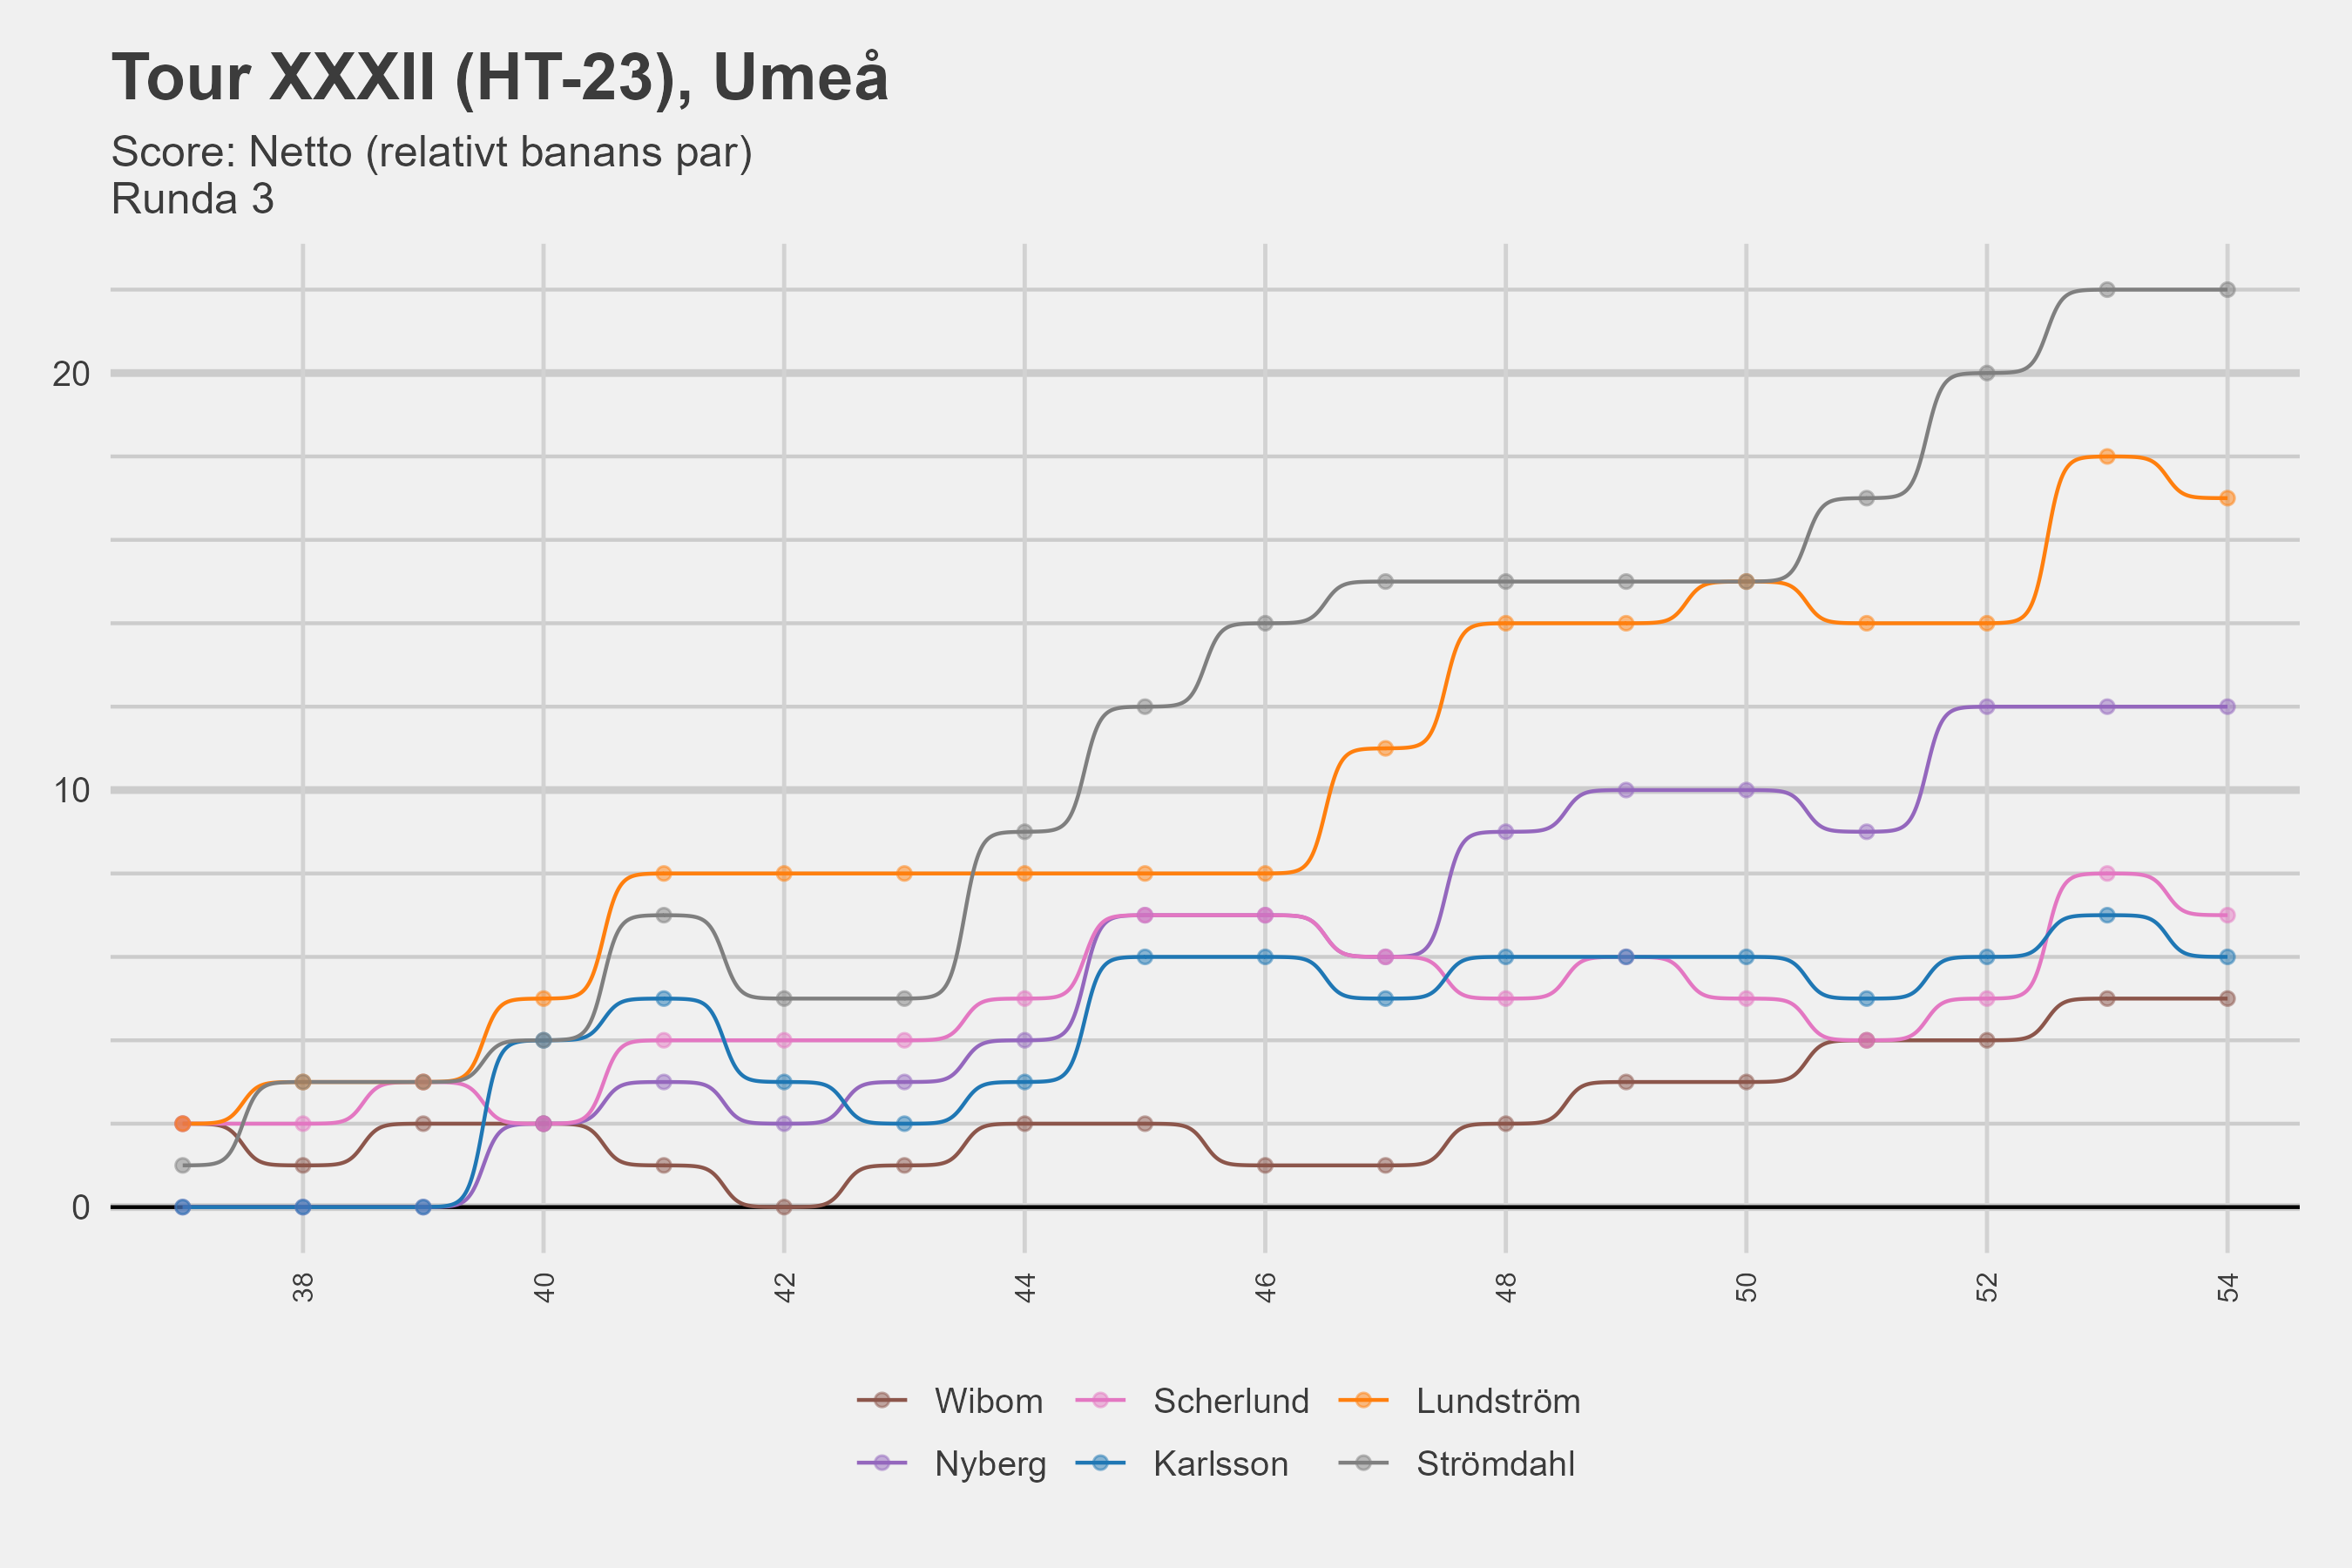 Tour XXXII (HT-23), Umeå
Score: Netto (relativt banans par)
Runda 3
20
10
0
38 40 42 44 46 48 50 52 54
Wibom Scherlund Lundström
Nyberg Karlsson Strömdahl